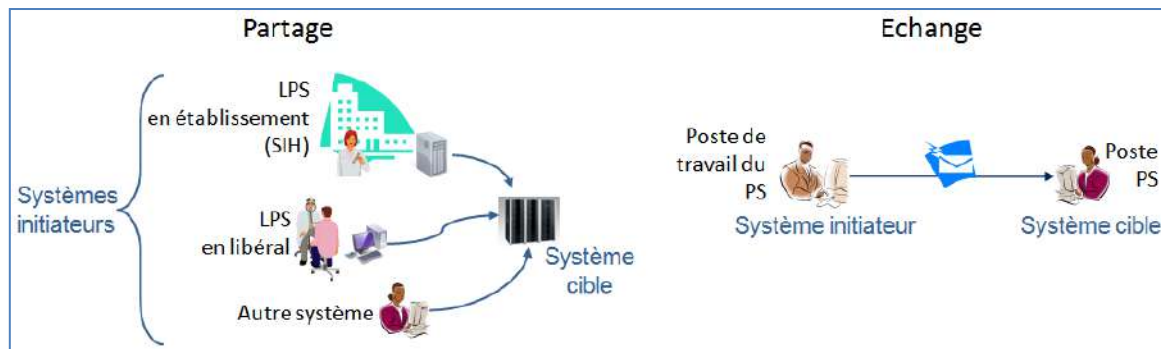 Partage
LPS
en établissement
(SIH)
Systèmes
initiateurs
LPS
en libéral
Système
cible
Autre système
Echange
Poste de
travail du
PS
Système initiateur
Poste
PS
Système cible